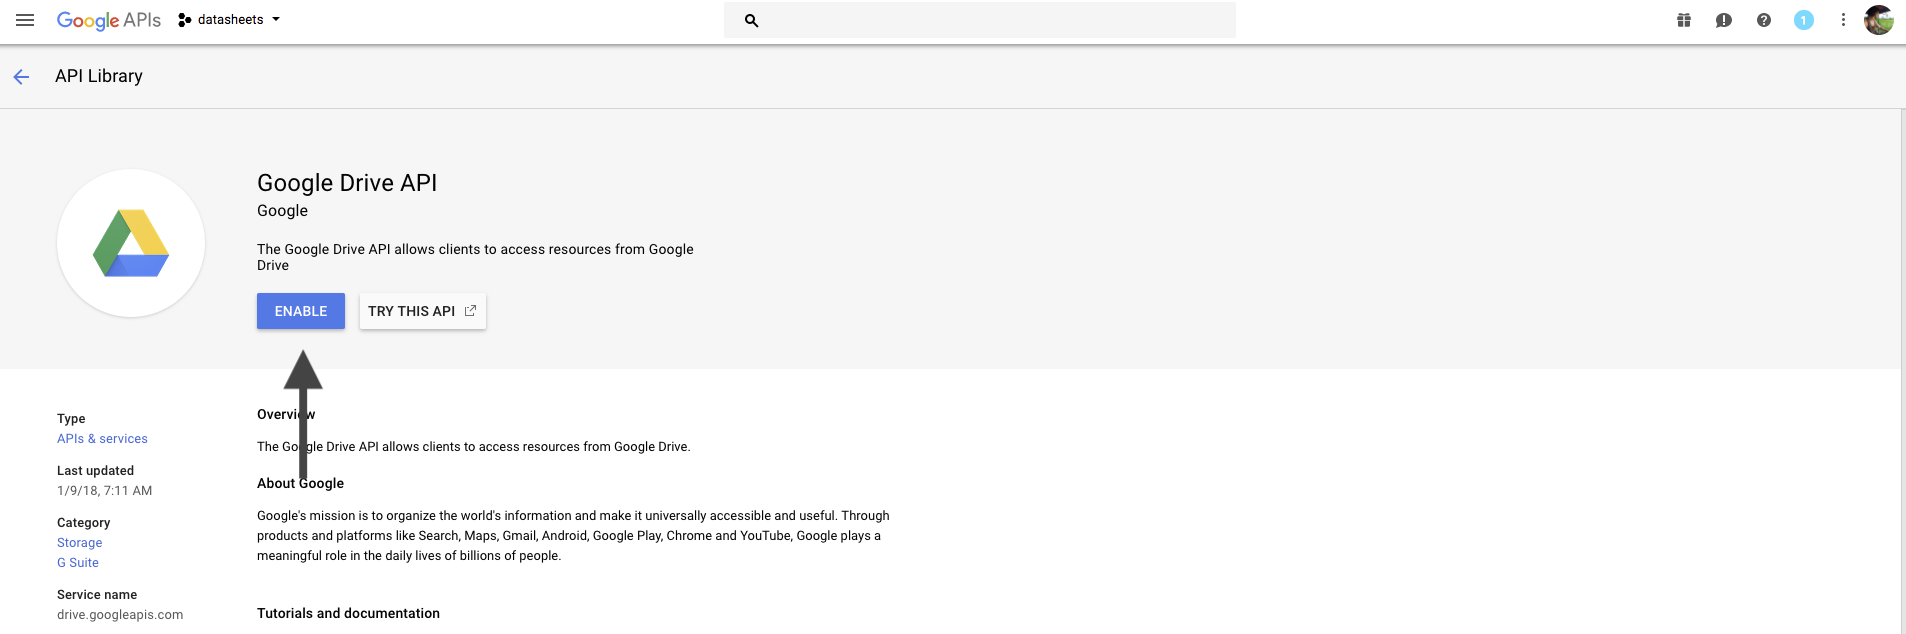 Google APIs
datasheets
1
API Library
Google Drive API
Google
The Google Drive API allows clients to access resources from Google
Drive
ENABLE
TRY THIS API
Type
APIs & services
Last updated
1/9/18, 7:11 AM
Category
Storage
G Suite
Service name
drive.googleapis.com
Overview
The Google Drive API allows clients to access resources from Google Drive.
About Google
Google's mission is to organize the world's information and make it universally accessible and useful. Through
products and platforms like Search, Maps, Gmail, Android, Google Play, Chrome and YouTube, Google plays a
meaningful role in the daily lives of billions of people.
Tutorials and documentation